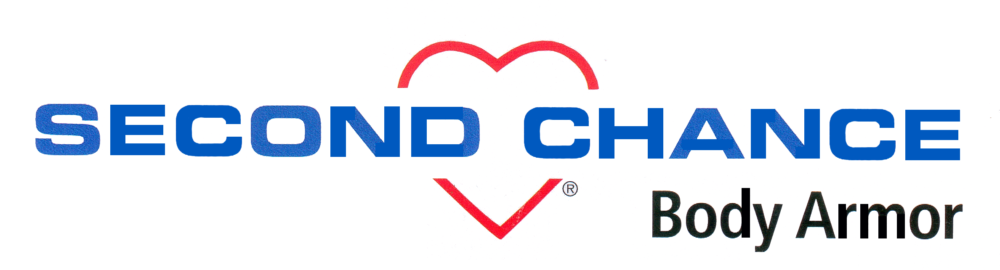 SECOND CHANCE
®
Body Armor